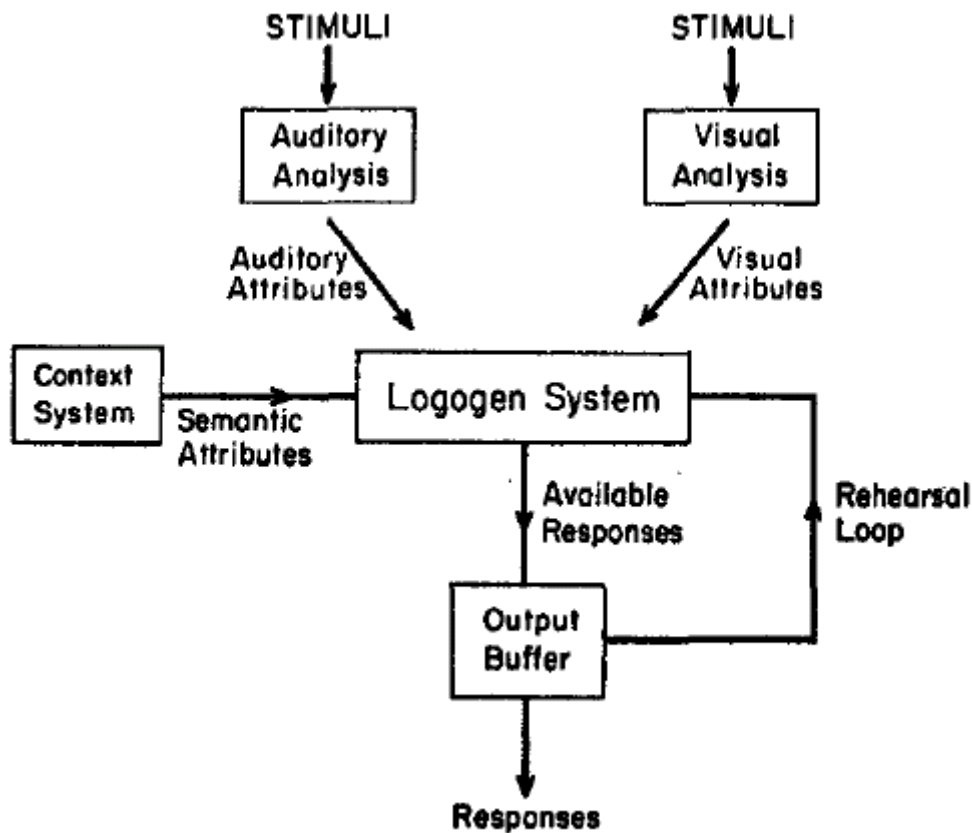 STIMULI
STIMULI
Auditory
Analysis
Visual
Analysis
Auditory
Attributes
Visual
Attributes
Context
System
Semantic
Attributes
Logogen System
Available
Responses
Rehearsal
Loop
Output
Buffer
Responses